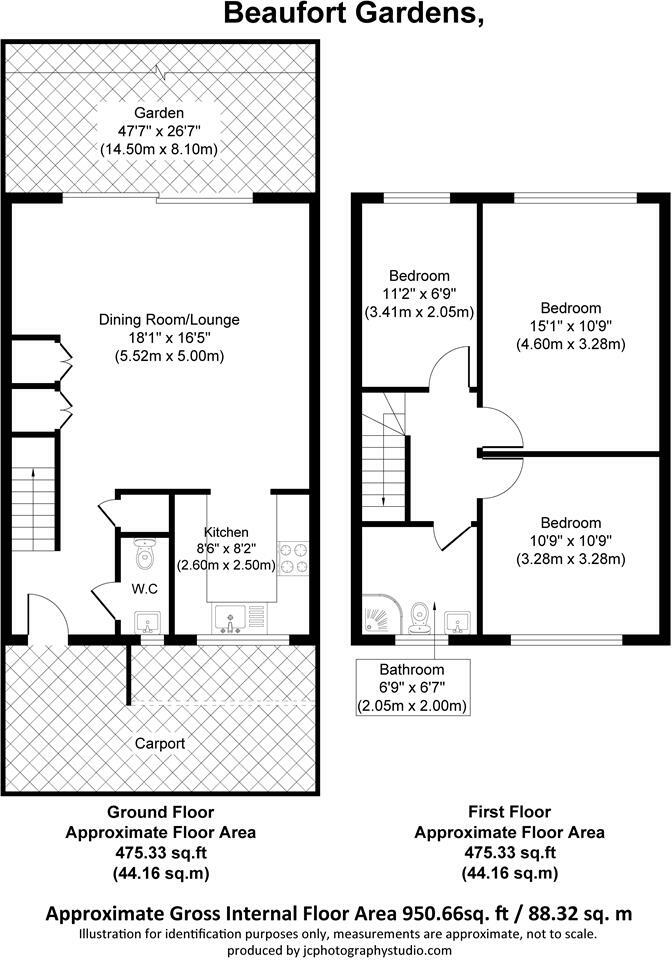 Beaufort Gardens,
Garden
47'7" x 26'7"
(14.50m x 8.10m)
Dining Room/Lounge
18'1" x 16'5"
(5.52m x 5.00m)
Kitchen
8'6" x 8'2"
(2.60m x 2.50m)
W.C
Carport
Bedroom
11'2" x 6'9"
(3.41m x 2.05m)
Bedroom
15'1" x 10'9"
(4.60m x 3.28m)
Bedroom
10'9" x 10'9"
(3.28m x 3.28m)
Bathroom
6'9" x 6'7"
(2.05m x 2.00m)
Ground Floor
Approximate Floor Area
475.33 sq.ft
(44.16 sq.m)
First Floor
Approximate Floor Area
475.33 sq.ft
(44.16 sq.m)
Approximate Gross Internal Floor Area 950.66sq. ft / 88.32 sq. m
Illustration for identification purposes only, measurements are approximate, not to scale.
produced by jcphotographystudio.com